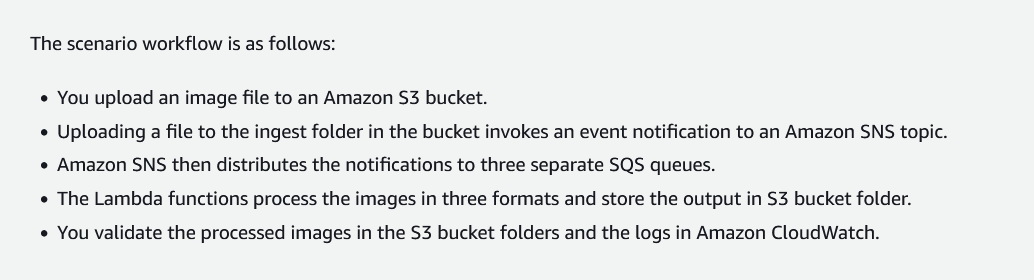 The scenario workflow is as follows:
• You upload an image file to an Amazon S3 bucket.
• Uploading a file to the ingest folder in the bucket invokes an event notification to an Amazon SNS topic.
• Amazon SNS then distributes the notifications to three separate SQS queues.
• The Lambda functions process the images in three formats and store the output in S3 bucket folder.
• You validate the processed images in the S3 bucket folders and the logs in Amazon CloudWatch.